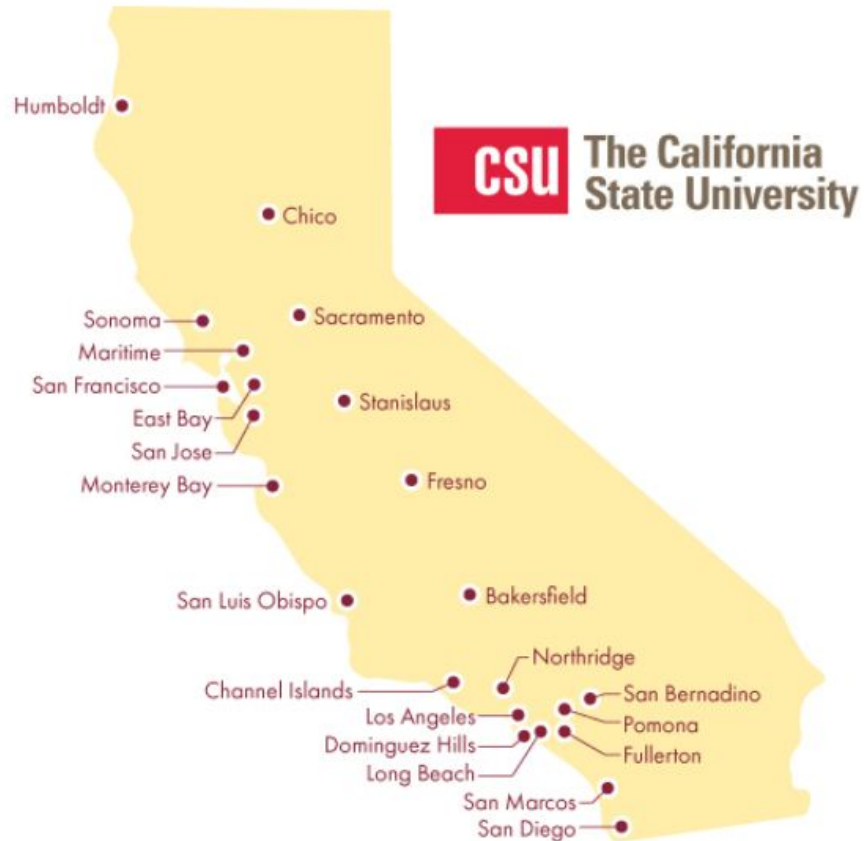 Humboldt
CSU The California
State University
Chico
Sonoma
Sacramento
Maritime
San Francisco
East Bay
Stanislaus
San Jose
Monterey Bay
Fresno
San Luis Obispo
Bakersfield
Northridge
Channel Islands
San Bernadino
Los Angeles
Pomona
Dominguez Hills
Fullerton
Long Beach
San Marcos
San Diego